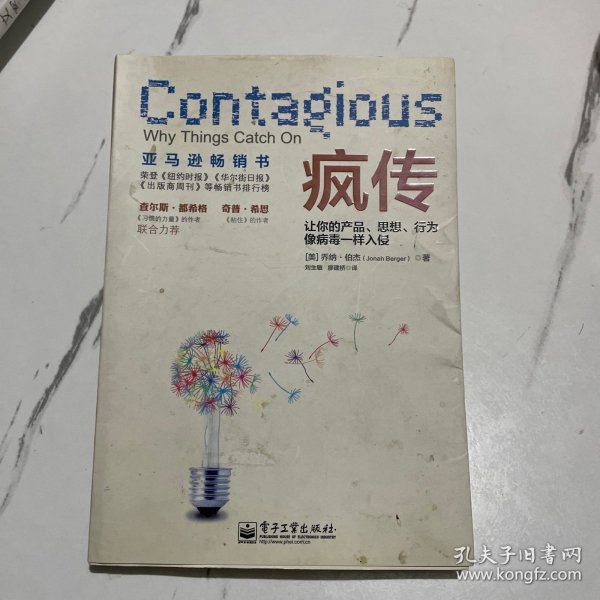 Contagious
Why Things Catch On
亚马逊畅销书
荣登《纽约时报》《华尔街日报》
《出版商周刊》等畅销书排行榜
查尔斯·都希格 奇普·希思
《习惯的力量》的作者 《粘住》的作者
联合力荐
疯传
让你的产品、思想、行为
像病毒一样入侵
[美] 乔纳·伯杰 (Jonah Berger) 著
刘生敏 廖建桥 译
電子工業出版社
PUBLISHING HOUSE OF ELECTRONICS INDUSTRY
http://www.phei.com.cn
孔夫子旧书网
www.kongfz.com